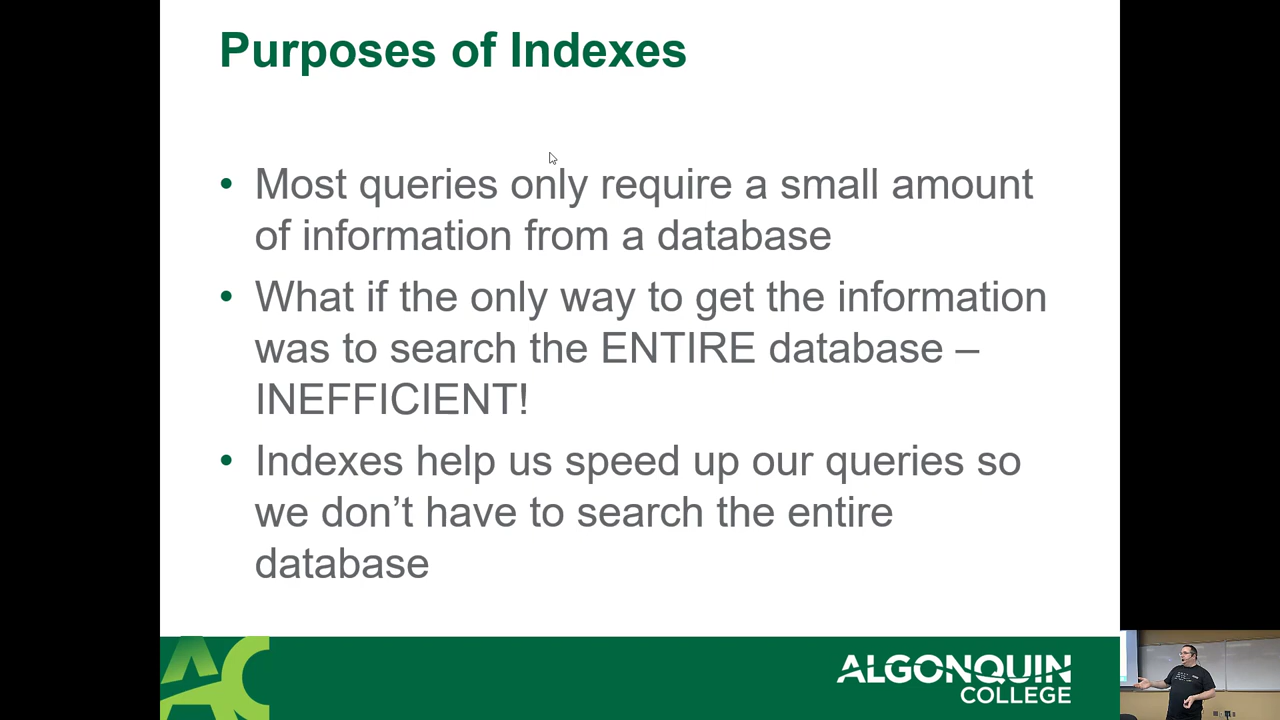 Purposes of Indexes
• Most queries only require a small amount
of information from a database
• What if the only way to get the information
was to search the ENTIRE database –
INEFFICIENT!
• Indexes help us speed up our queries so
we don’t have to search the entire
database
AC
ALGONQUIN
COLLEGE